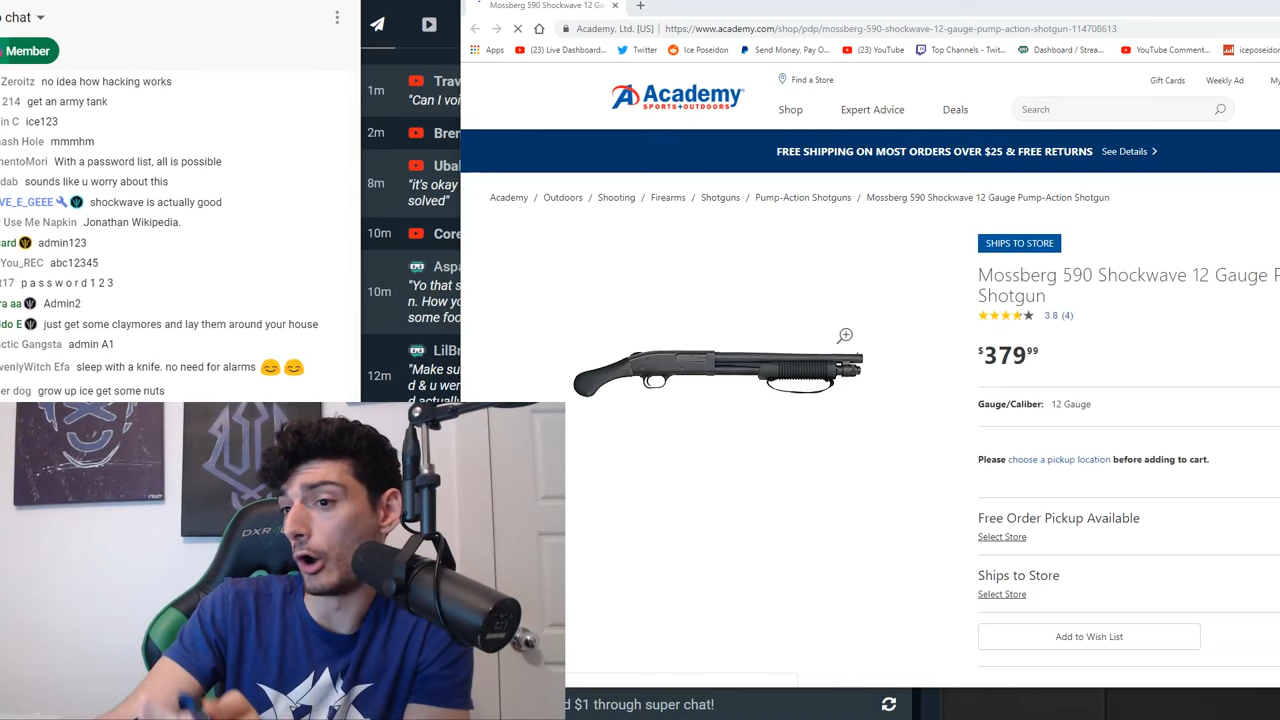 chat
Member
Zeroitz no idea how hacking works
214 get an army tank
in C ice123
ash Hole mmmhm
mentoMori With a password list, all is possible
dab sounds like u worry about this
VE_E_GEEE shockwave is actually good
Use Me Napkin Jonathan Wikipedia.
card admin123
You_REC abc12345
t17 p a s s w o r d 1 2 3
ra aa Admin2
do E just get some claymores and lay them around your house
actic Gangsta admin A1
venlyWitch Efa sleep with a knife. no need for alarms
er dog grow up ice get some nuts
1m
Trav
"Can I voi
2m
Bren
8m
Ubal
"it's okay
solved"
10m
Core
10m
Aspa
"Yo that s
n. How yo
some foo
12m
LilBr
"Make su
d & u wer
d actually
Mossberg 590 Shockwave 12 Ga
Academy, Ltd. [US]
https://www.academy.com/shop/pdp/mossberg-590-shockwave-12-gauge-pump-action-shotgun-114708613
Apps
(23) Live Dashboard...
Twitter
Ice Poseidon
Send Money, Pay O...
(23) YouTube
Top Channels - Twit...
Dashboard / Stream...
YouTube Comment...
iceposeido
Find a Store
Gift Cards
Weekly Ad
My
Academy
SPORTS+OUTDOORS
Shop
Expert Advice
Deals
Search
FREE SHIPPING ON MOST ORDERS OVER $25 & FREE RETURNS See Details
Academy / Outdoors / Shooting / Firearms / Shotguns / Pump-Action Shotguns / Mossberg 590 Shockwave 12 Gauge Pump-Action Shotgun
SHIPS TO STORE
Mossberg 590 Shockwave 12 Gauge P
Shotgun
3.8 (4)
$379.99
Gauge/Caliber: 12 Gauge
Please choose a pickup location before adding to cart.
Free Order Pickup Available
Select Store
Ships to Store
Select Store
Add to Wish List
DXR
d $1 through super chat!